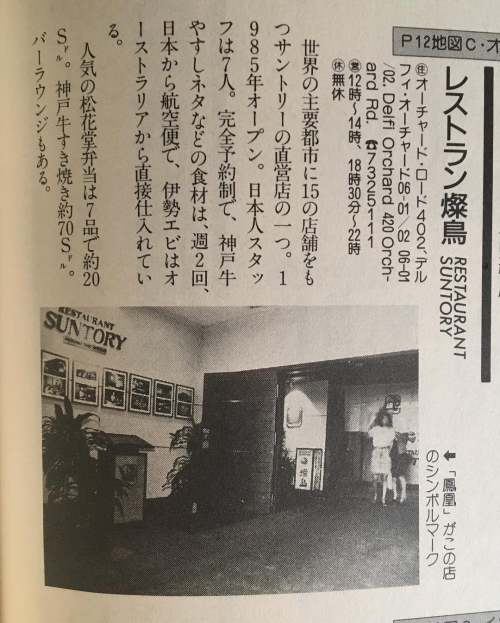 P12地図C・オ
レストラン燦鳥 RESTAURANT SUNTORY
㊟オーチャード・ロード402、デル
フィ・オーチャード06-01/02 06-01
/02, Delfi Orchard 420 Orch-
ard Rd. ☎7325111
㊡12時〜14時、18時30分〜22時
㊡無休
世界の主要都市に15の店舗をも
つサントリーの直営店の一つ。1
985年オープン。日本人スタッ
フは7人。完全予約制で、神戸牛
やすしネタなどの食材は、週2回、
日本から航空便で、伊勢エビはオ
ーストラリアから直接仕入れてい
る。
人気の松花堂弁当は7品で約20
Sドル。神戸牛すき焼き約70Sドル。
バーラウンジもある。
RESTAURANT
SUNTORY
燦鳥
←「鳳凰」がこの店
のシンボルマーク